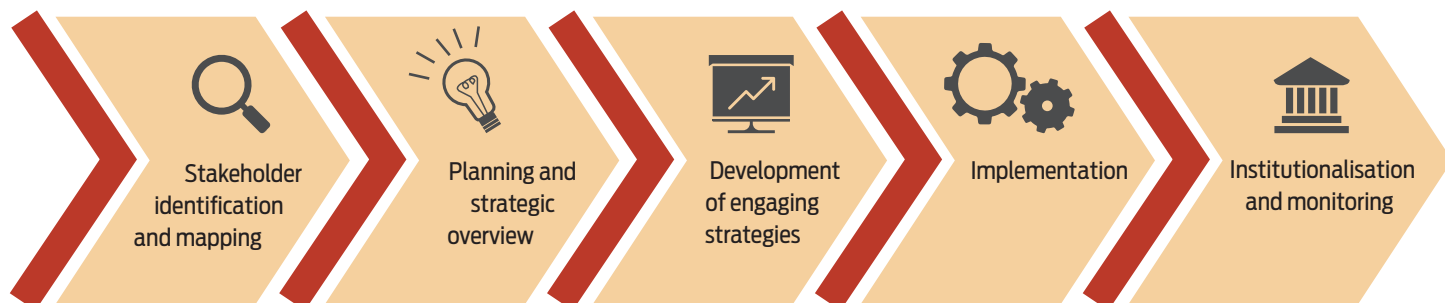 Stakeholder
identification
and mapping
Planning and
strategic
overview
Development
of engaging
strategies
Implementation
Institutionalisation
and monitoring